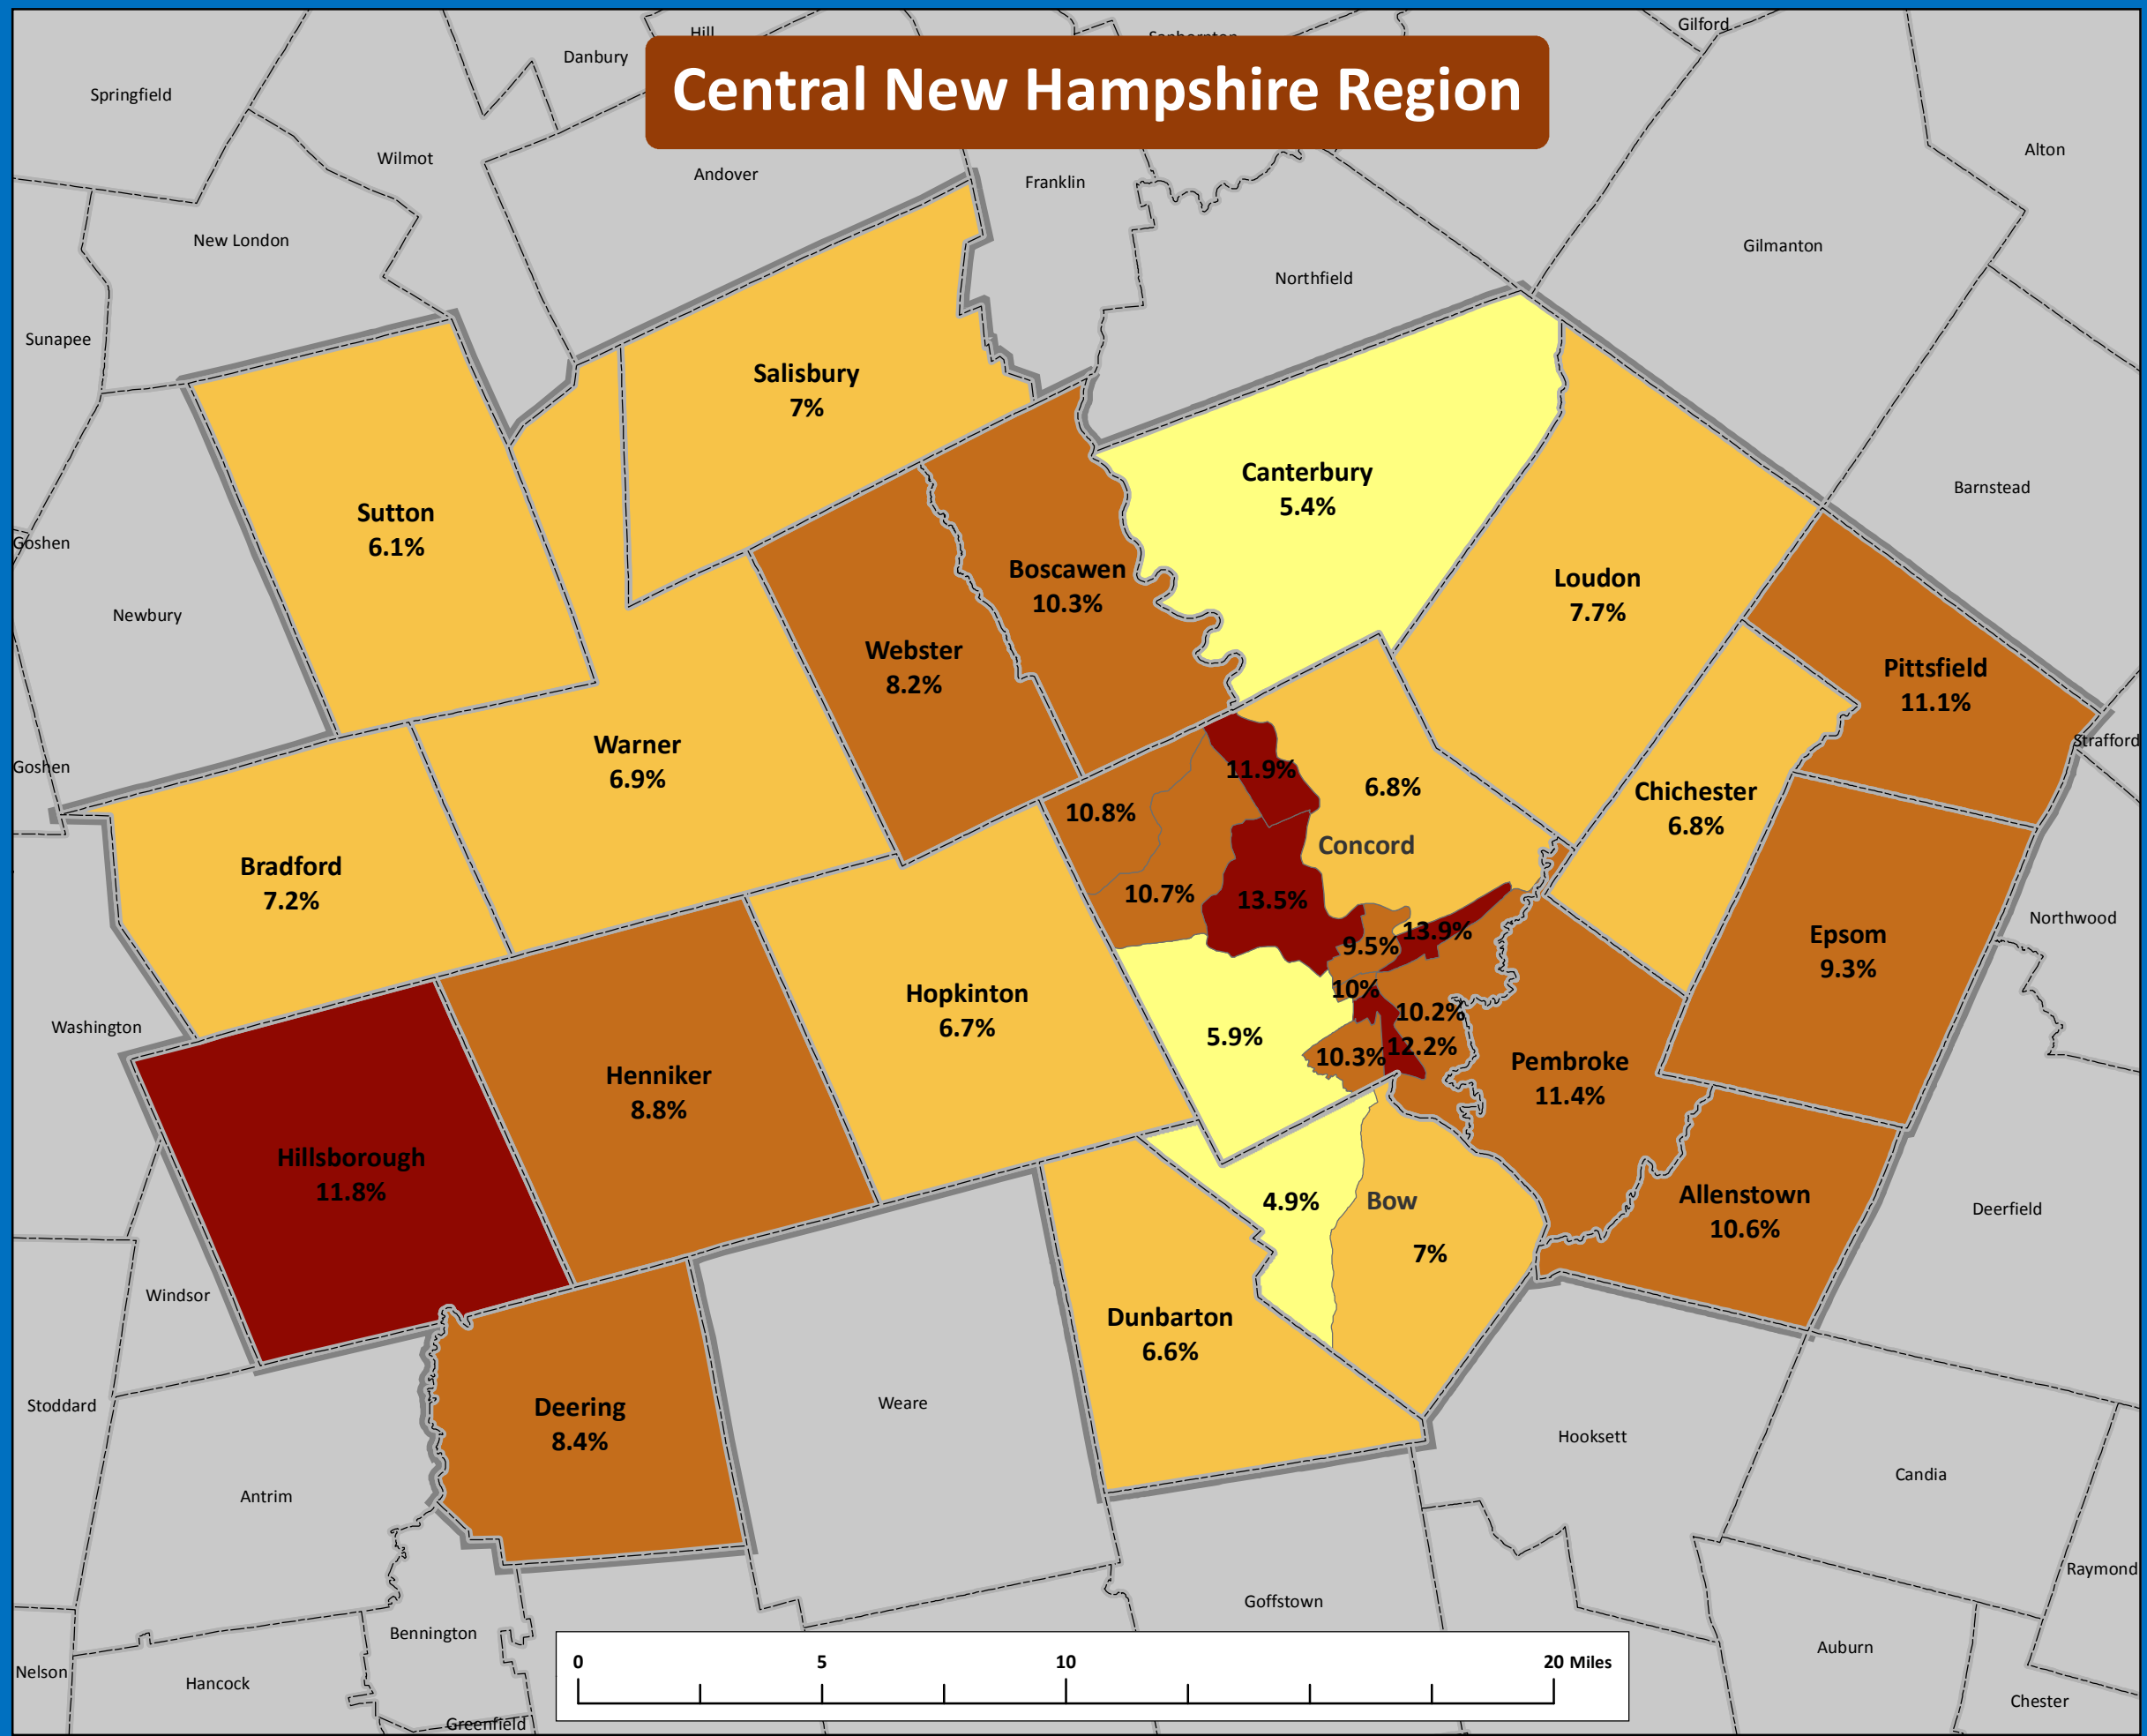 Hill
Sanbornton
Gilford
Danbury
Central New Hampshire Region
Springfield
Wilmot
Andover
Franklin
Alton
New London
Northfield
Gilmanton
Sunapee
Salisbury
7%
Canterbury
5.4%
Barnstead
Sutton
6.1%
Goshen
Newbury
Boscawen
10.3%
Loudon
7.7%
Webster
8.2%
Pittsfield
11.1%
Strafford
Warner
6.9%
Goshen
11.9%
6.8%
Chichester
6.8%
10.8%
Concord
Bradford
7.2%
10.7%
13.5%
13.9%
9.5%
Northwood
Epsom
9.3%
Hopkinton
6.7%
10%
10.2%
Washington
5.9%
12.2%
10.3%
Henniker
8.8%
Pembroke
11.4%
Hillsborough
11.8%
4.9%
Bow
7%
Allenstown
10.6%
Deerfield
Windsor
Dunbarton
6.6%
Stoddard
Deering
8.4%
Weare
Hooksett
Candia
Antrim
Raymond
Goffstown
Bennington
Auburn
Nelson
Hancock
0 5 10 20 Miles
Chester
Greenfield